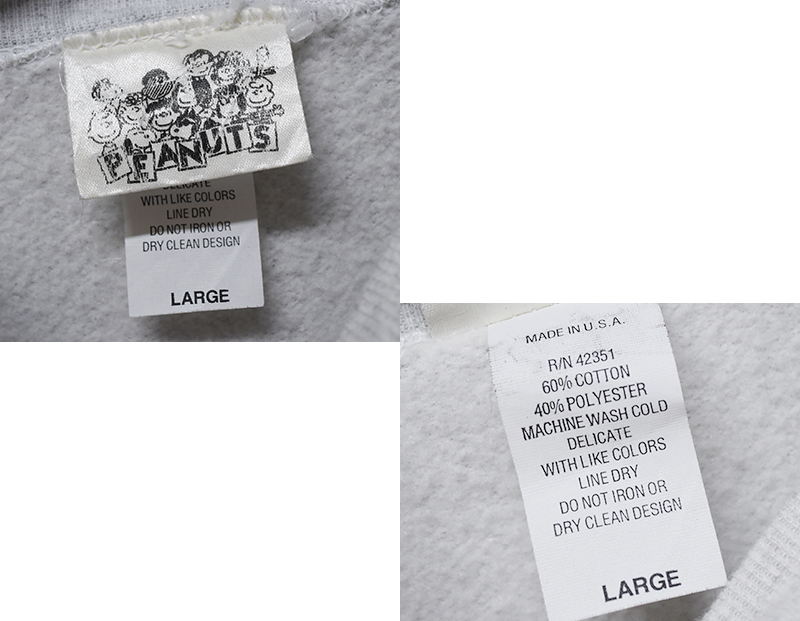 PEANUTS
DELICATE
WITH LIKE COLORS
LINE DRY
DO NOT IRON OR
DRY CLEAN DESIGN
LARGE
MADE IN U.S.A.
R/N 42351
60% COTTON
40% POLYESTER
MACHINE WASH COLD
DELICATE
WITH LIKE COLORS
LINE DRY
DO NOT IRON OR
DRY CLEAN DESIGN
LARGE